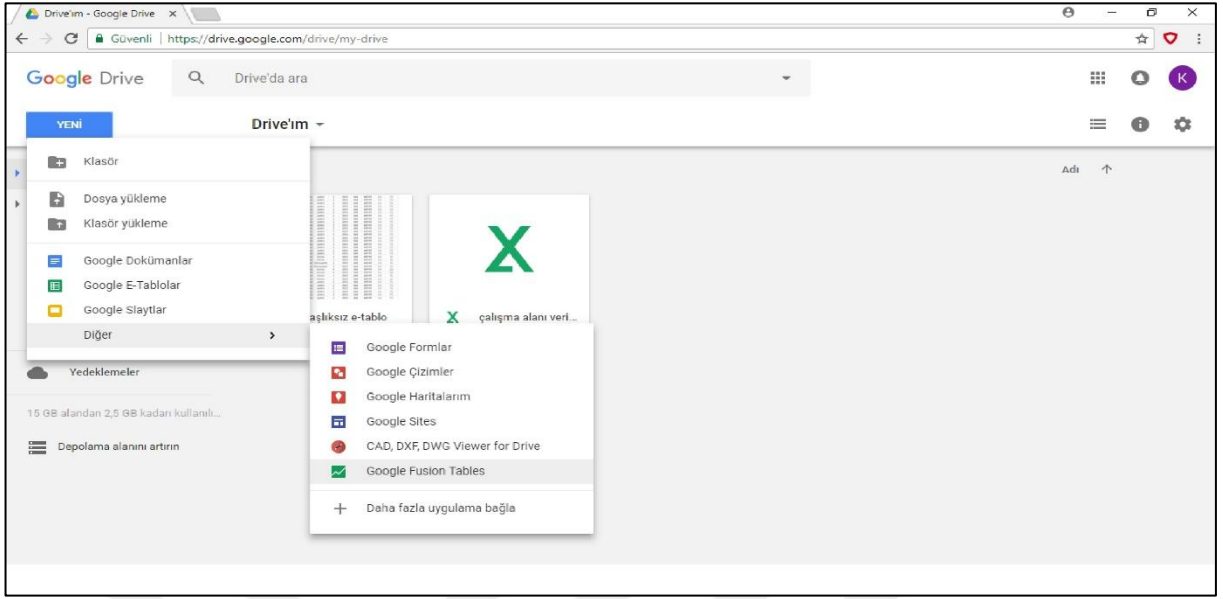 Drive'ım - Google Drive
Güvenli | https://drive.google.com/drive/my-drive
Google Drive Drive'da ara K
YENİ Drive'ım
Klasör
Adı
Dosya yükleme
Klasör yükleme
Google Dokümanlar
Google E-Tablolar
Google Slaytlar
aşlıksız e-tablo çalışma alanı veri...
Diğer
Google Formlar
Google Çizimler
Google Haritalarım
Google Sites
CAD, DXF, DWG Viewer for Drive
Google Fusion Tables
Daha fazla uygulama bağla
Yedeklemeler
15 GB alandan 2,5 GB kadarı kullanılı...
Depolama alanını artırın